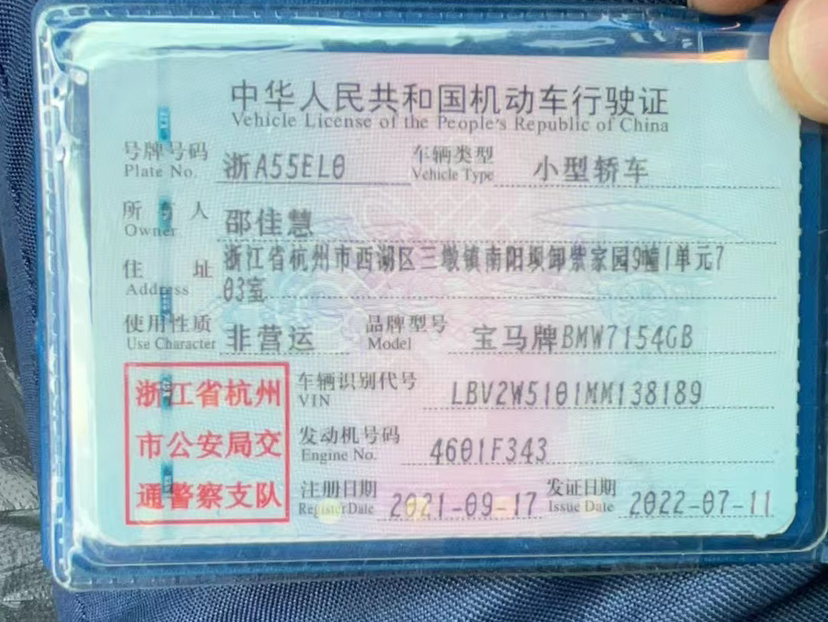 中华人民共和国机动车行驶证
Vehicle License of the People's Republic of China
号牌号码 浙A55EL0 车辆类型 小型轿车
Plate No. Vehicle Type
所有人 邵佳慧
Owner
住址 浙江省杭州市西湖区三墩镇南阳坝卸紫家园9幢1单元7
Address 03室
使用性质 非营运 品牌型号 宝马牌BMW7154GB
Use Character Model
浙江省杭州
市公安局交
通警察支队
车辆识别代号 LBV2W5101MM138189
VIN
发动机号码 4601F343
Engine No.
注册日期 2021-09-17 发证日期 2022-07-11
Register Date Issue Date